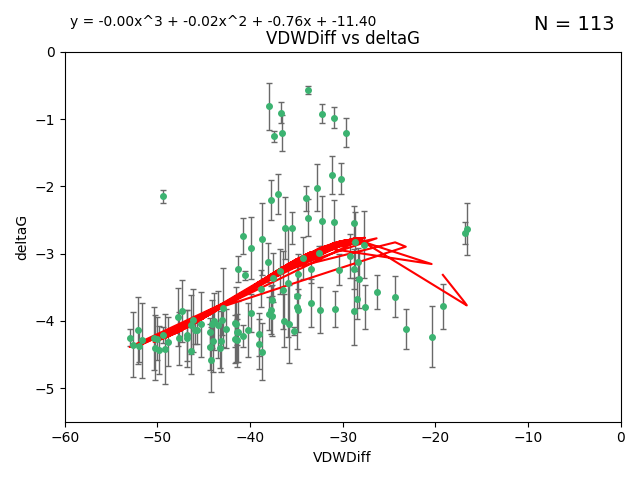 y = -0.00x^3 + -0.02x^2 + -0.76x + -11.40
N = 113
VDWDiff vs deltaG
0
−1
−2
−3
−4
−5
deltaG
−60
−50
−40
−30
−20
−10
0
VDWDiff